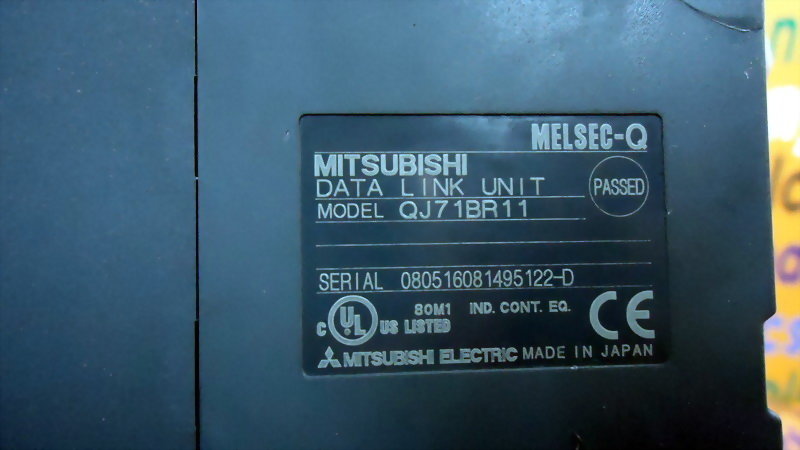 MELSEC-Q
MITSUBISHI
DATA LINK UNIT
PASSED
MODEL QJ71BR11
SERIAL 080516081495122-D
C UL US LISTED 80M1 IND. CONT. EQ. CE
MITSUBISHI ELECTRIC MADE IN JAPAN